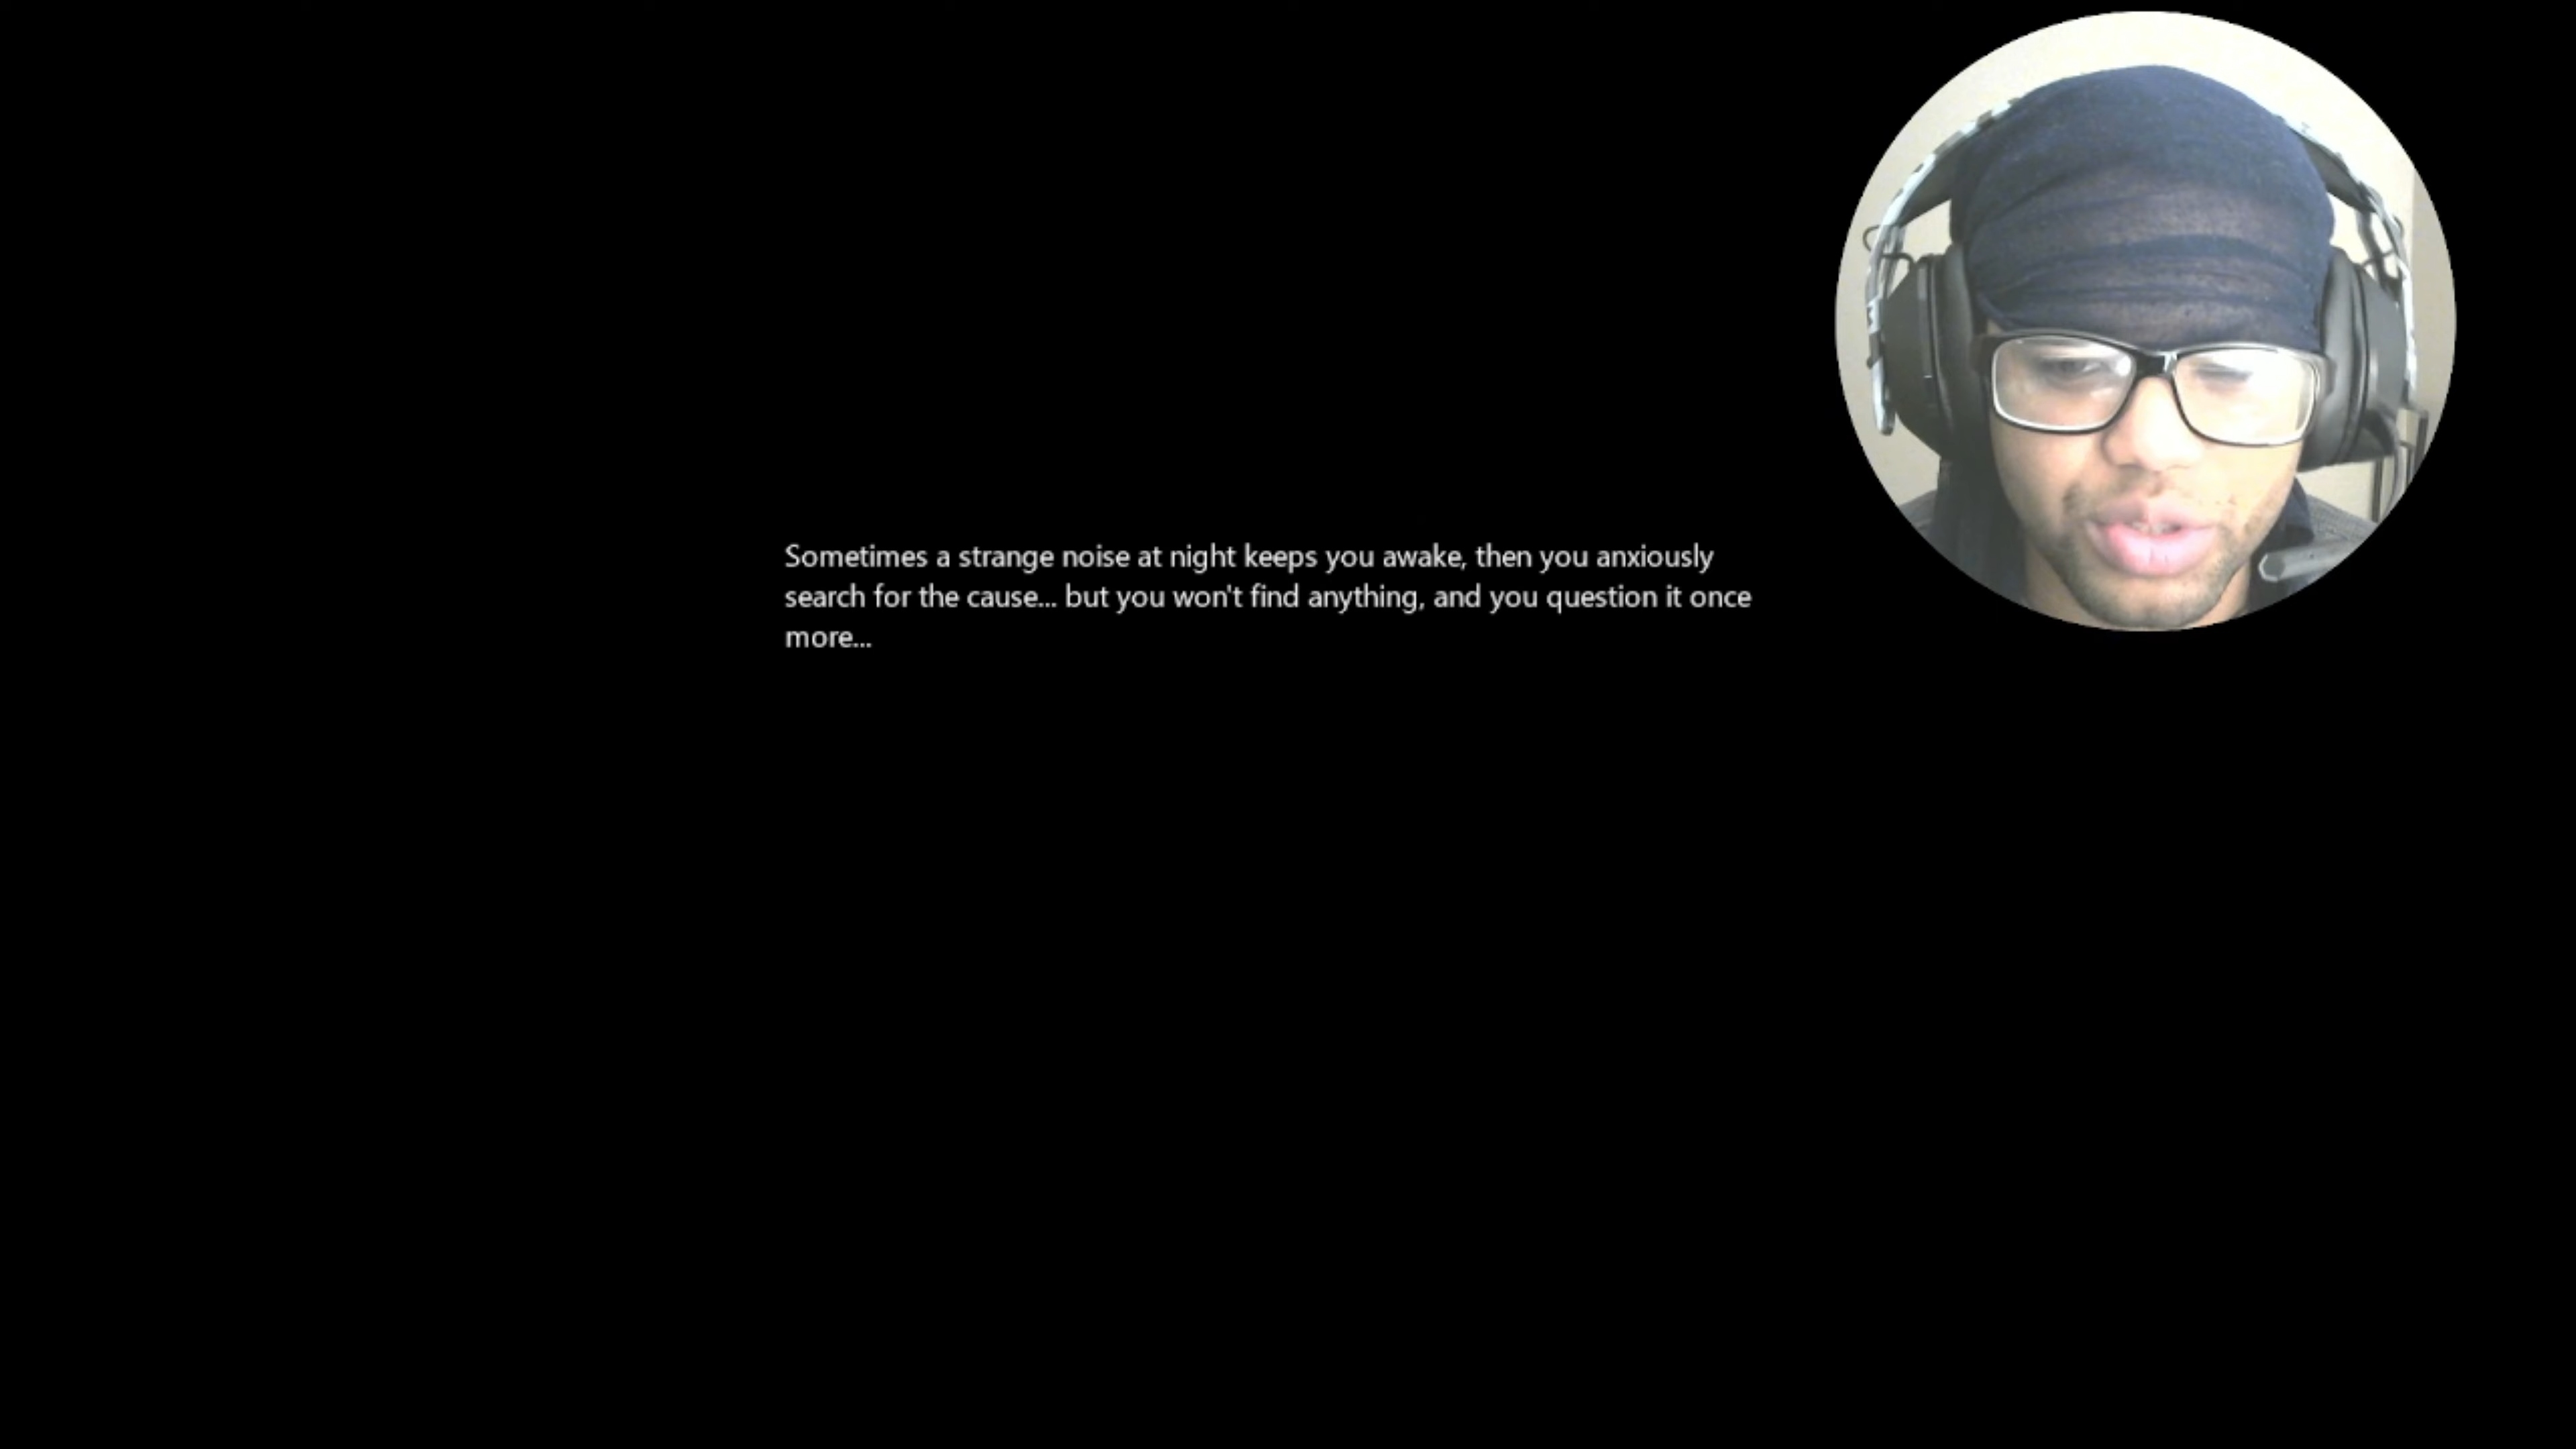 Sometimes a strange noise at night keeps you awake, then you anxiously
search for the cause... but you won't find anything, and you question it once
more...